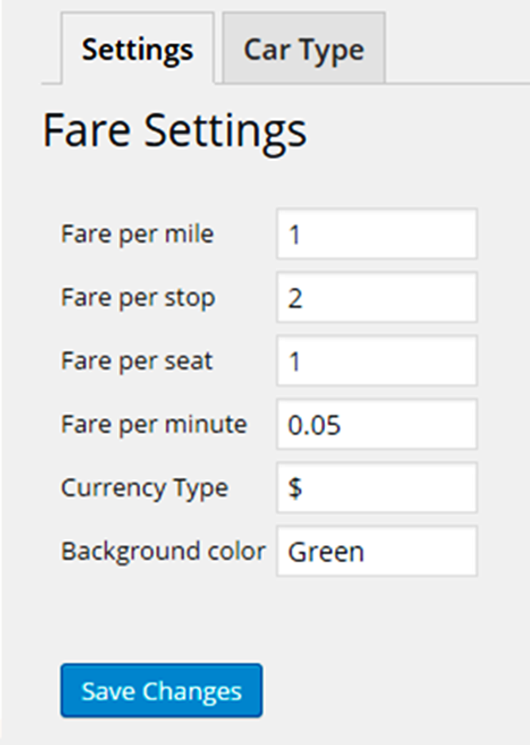 Settings Car Type
Fare Settings
Fare per mile 1
Fare per stop 2
Fare per seat 1
Fare per minute 0.05
Currency Type $
Background color Green
Save Changes